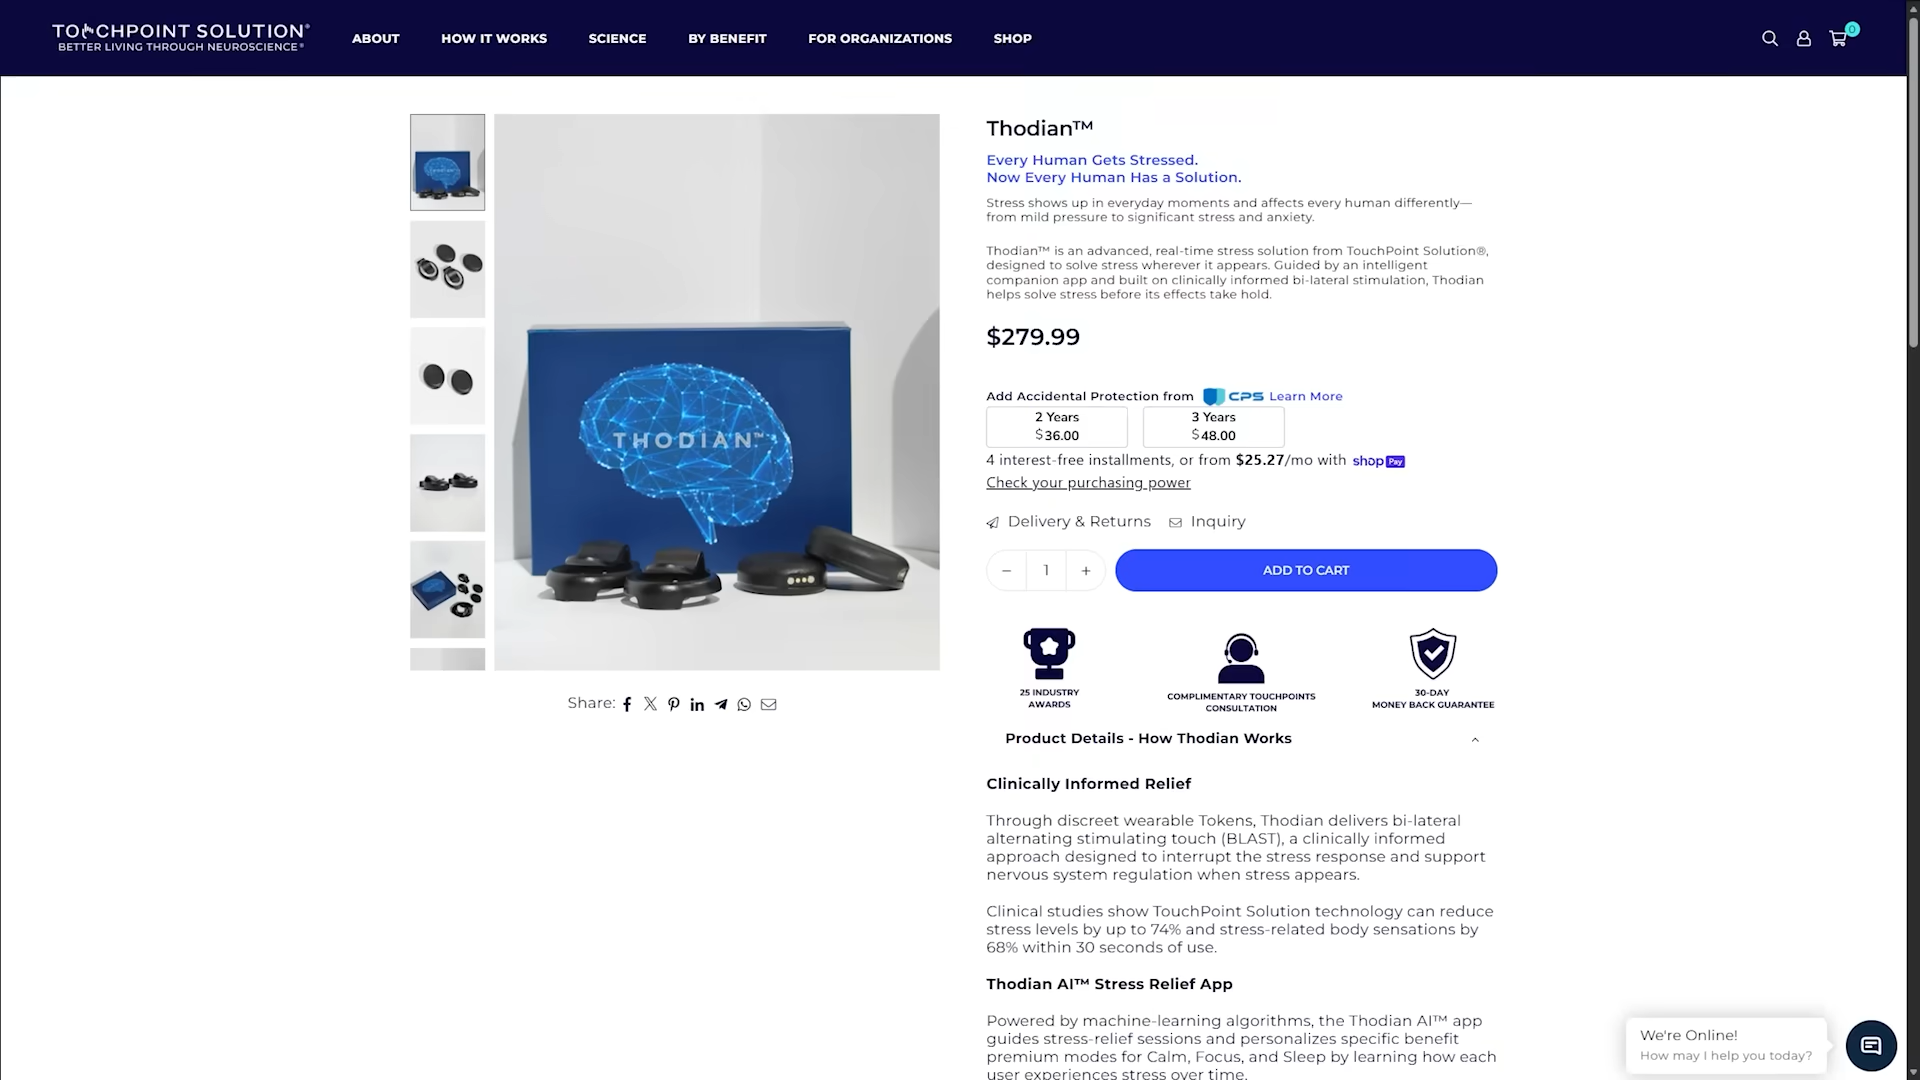 TOUCHPOINT SOLUTION®
BETTER LIVING THROUGH NEUROSCIENCE®
ABOUT
HOW IT WORKS
SCIENCE
BY BENEFIT
FOR ORGANIZATIONS
SHOP
0
Thodian™
Every Human Gets Stressed.
Now Every Human Has a Solution.
Stress shows up in everyday moments and affects every human differently—
from mild pressure to significant stress and anxiety.
Thodian™ is an advanced, real-time stress solution from TouchPoint Solution®,
designed to solve stress wherever it appears. Guided by an intelligent
companion app and built on clinically informed bi-lateral stimulation, Thodian
helps solve stress before its effects take hold.
$279.99
Add Accidental Protection from CPS Learn More
2 Years
$36.00
3 Years
$48.00
4 interest-free installments, or from $25.27/mo with shop Pay
Check your purchasing power
Delivery & Returns
Inquiry
− 1 +
ADD TO CART
25 INDUSTRY
AWARDS
COMPLIMENTARY TOUCHPOINTS
CONSULTATION
30-DAY
MONEY BACK GUARANTEE
THODIAN™
Share:
Product Details - How Thodian Works
Clinically Informed Relief
Through discreet wearable Tokens, Thodian delivers bi-lateral
alternating stimulating touch (BLAST), a clinically informed
approach designed to interrupt the stress response and support
nervous system regulation when stress appears.
Clinical studies show TouchPoint Solution technology can reduce
stress levels by up to 74% and stress-related body sensations by
68% within 30 seconds of use.
Thodian AI™ Stress Relief App
Powered by machine-learning algorithms, the Thodian AI™ app
guides stress-relief sessions and personalizes specific benefit
premium modes for Calm, Focus, and Sleep by learning how each
user experiences stress over time.
We're Online!
How may I help you today?